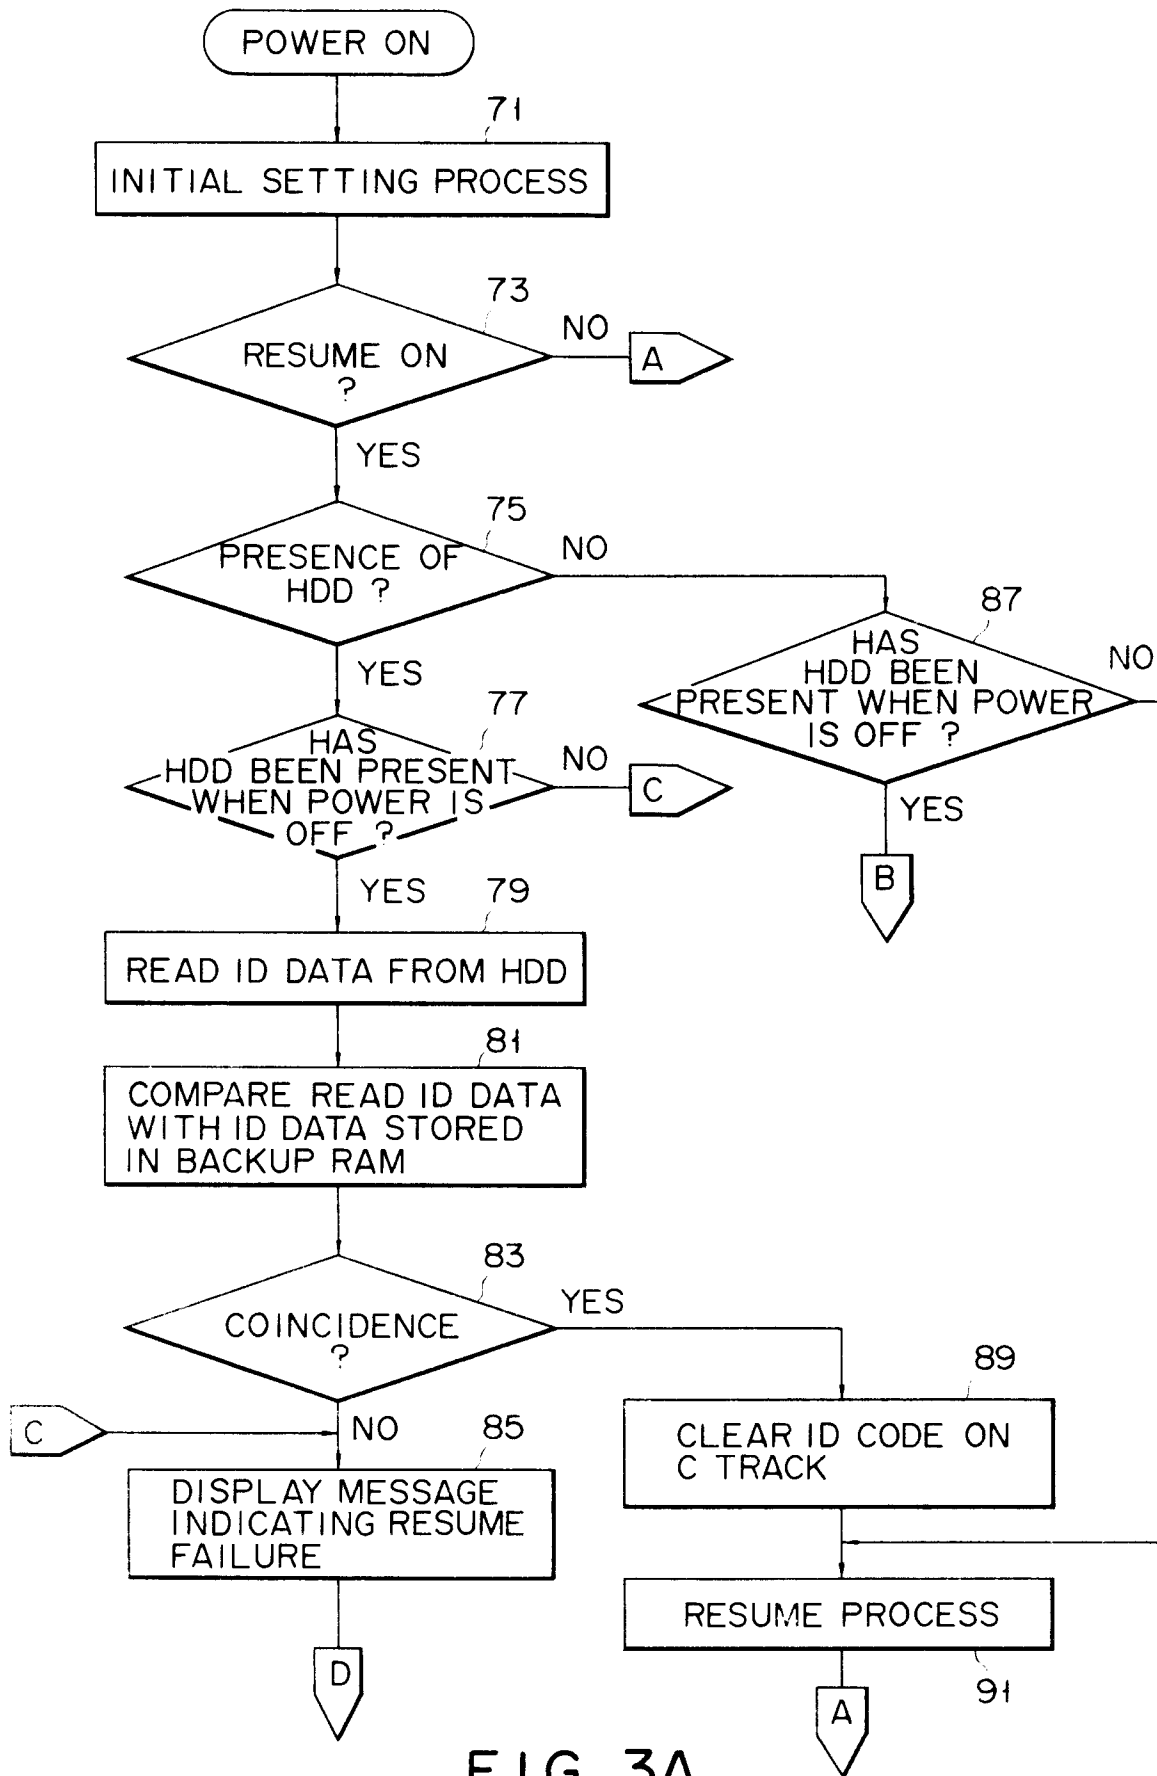 POWER ON
71
INITIAL SETTING PROCESS
73
RESUME ON
?
NO
A
YES
75
PRESENCE OF
HDD ?
NO
YES
87
HAS
HDD BEEN
PRESENT WHEN POWER
IS OFF ?
NO
YES
B
77
HAS
HDD BEEN PRESENT
WHEN POWER IS
OFF ?
NO
C
YES
79
READ ID DATA FROM HDD
81
COMPARE READ ID DATA
WITH ID DATA STORED
IN BACKUP RAM
83
COINCIDENCE
?
YES
C
NO
85
DISPLAY MESSAGE
INDICATING RESUME
FAILURE
D
89
CLEAR ID CODE ON
C TRACK
RESUME PROCESS
91
A
FIG. 3A